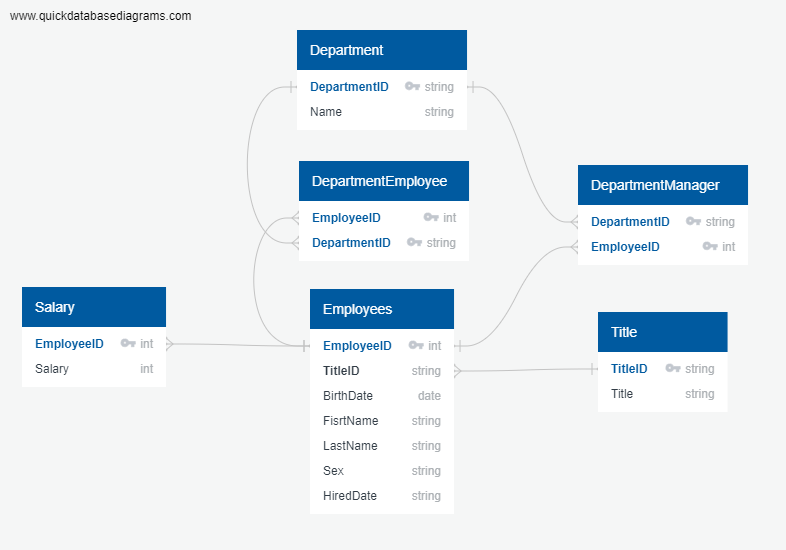 www.quickdatabasediagrams.com
Department
DepartmentID string
Name string
DepartmentEmployee
EmployeeID int
DepartmentID string
DepartmentManager
DepartmentID string
EmployeeID int
Salary
EmployeeID int
Salary int
Employees
EmployeeID int
TitleID string
BirthDate date
FisrtName string
LastName string
Sex string
HiredDate string
Title
TitleID string
Title string